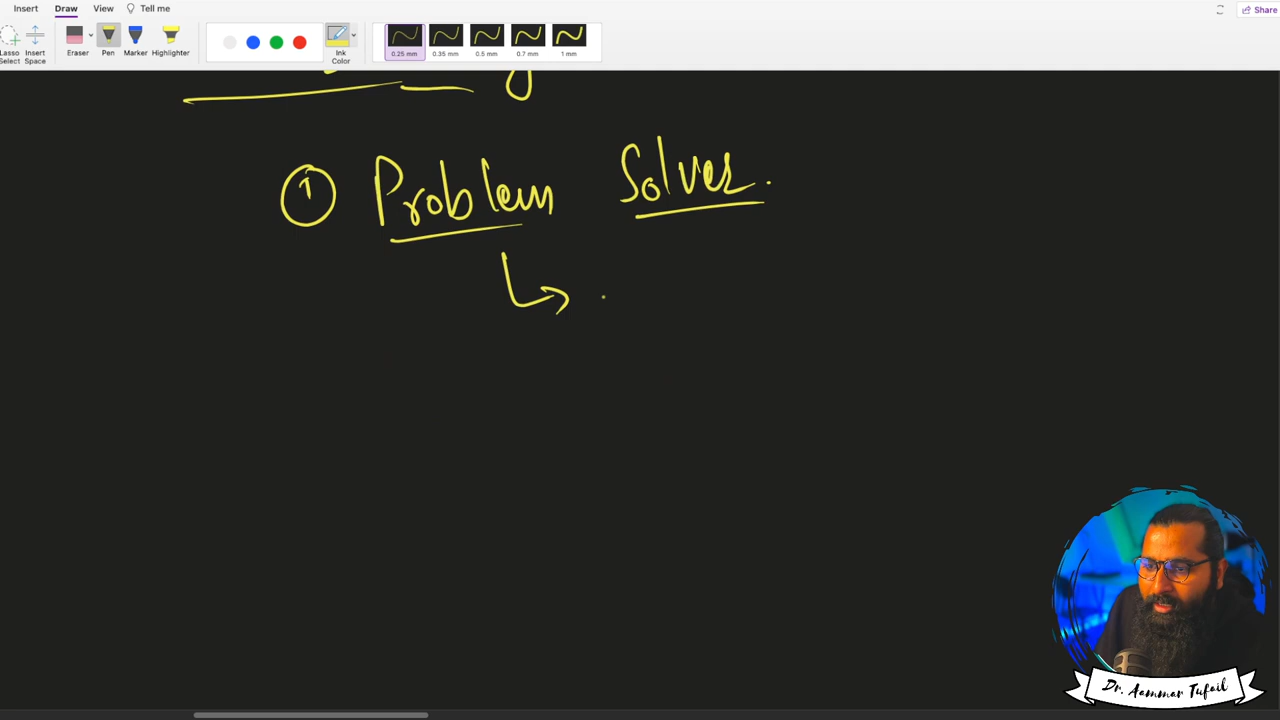 Insert Draw View Tell me
Share
Lasso Select
Insert Space
Eraser
Pen
Marker
Highlighter
Ink Color
0.25 mm
0.35 mm
0.5 mm
0.7 mm
1 mm
① Problem Solver.
Dr. Aammar Tufail